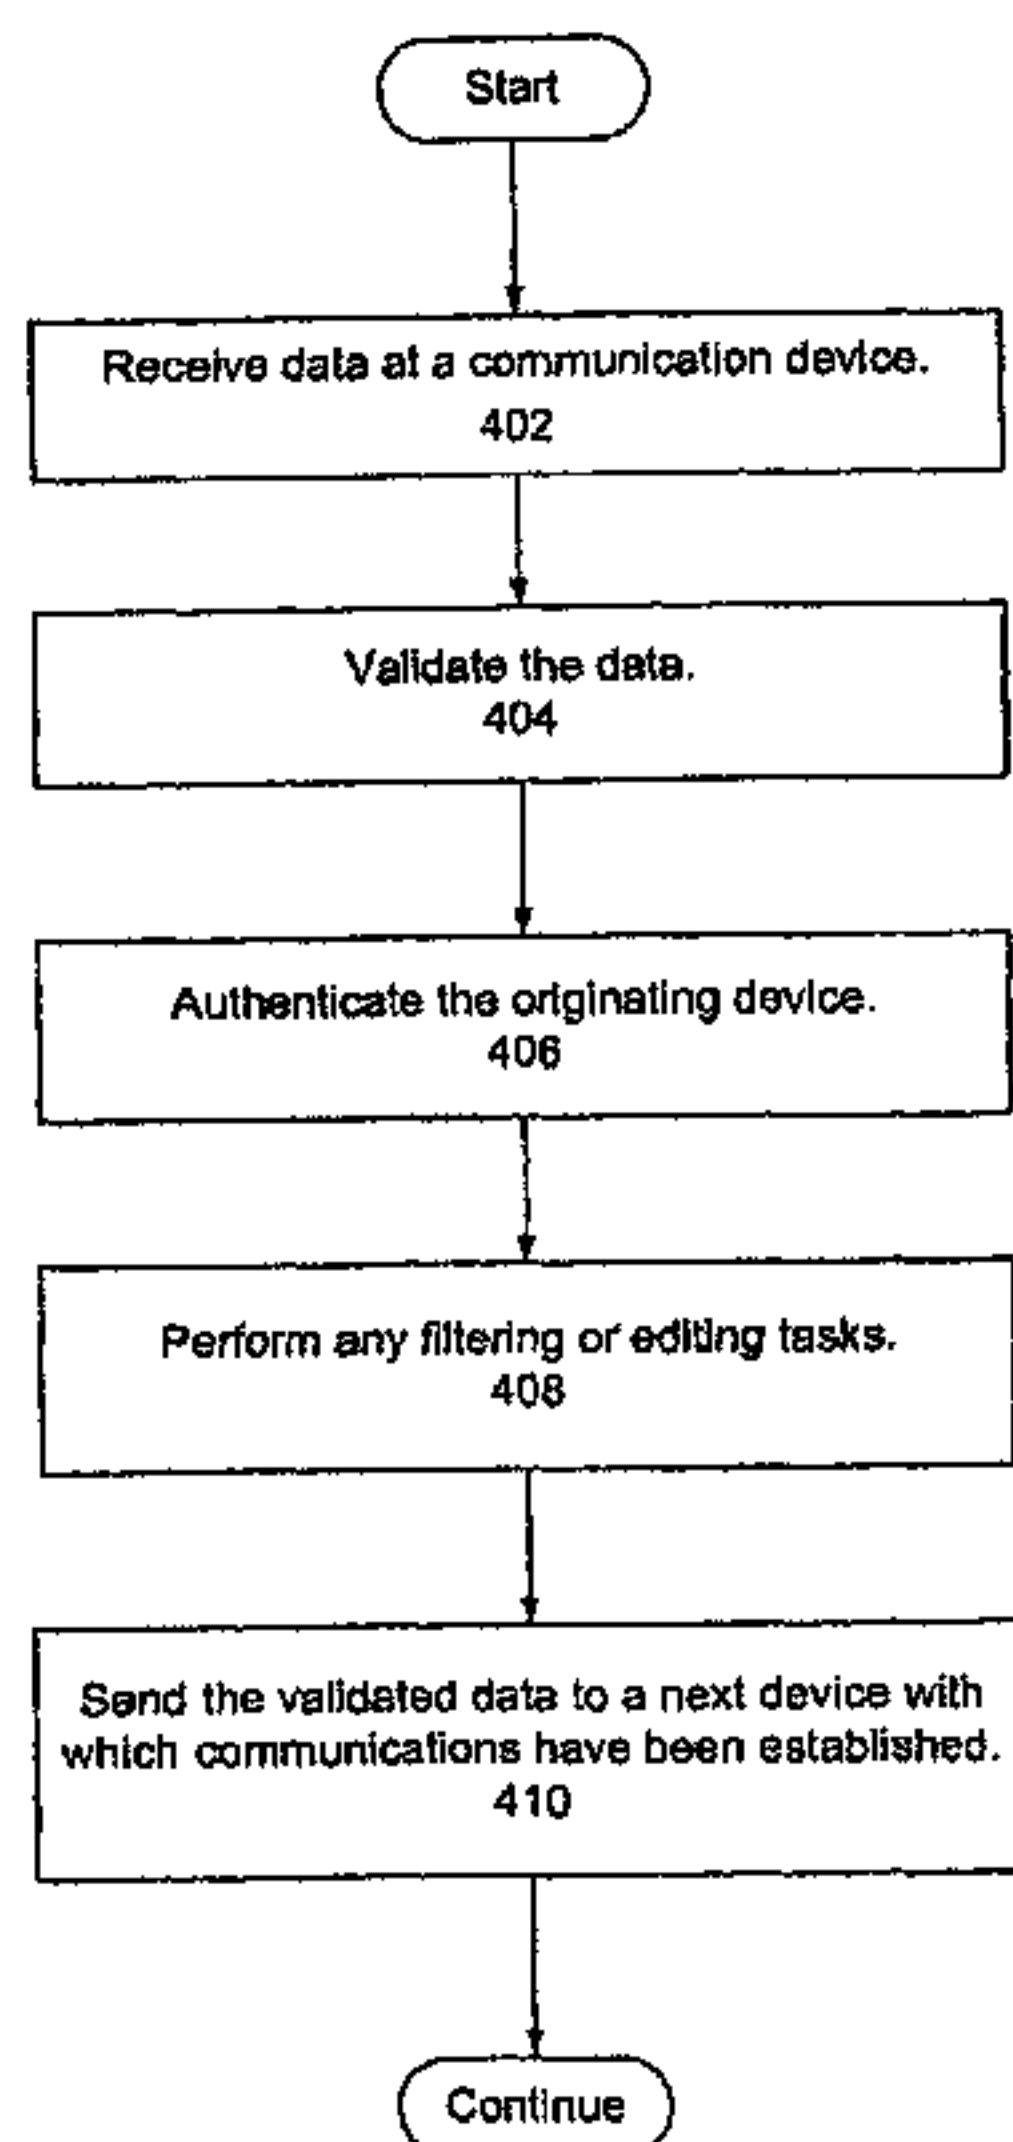 Start
Receive data at a communication device.
402
Validate the data.
404
Authenticate the originating device.
406
Perform any filtering or editing tasks.
408
Send the validated data to a next device with
which communications have been established.
410
Continue